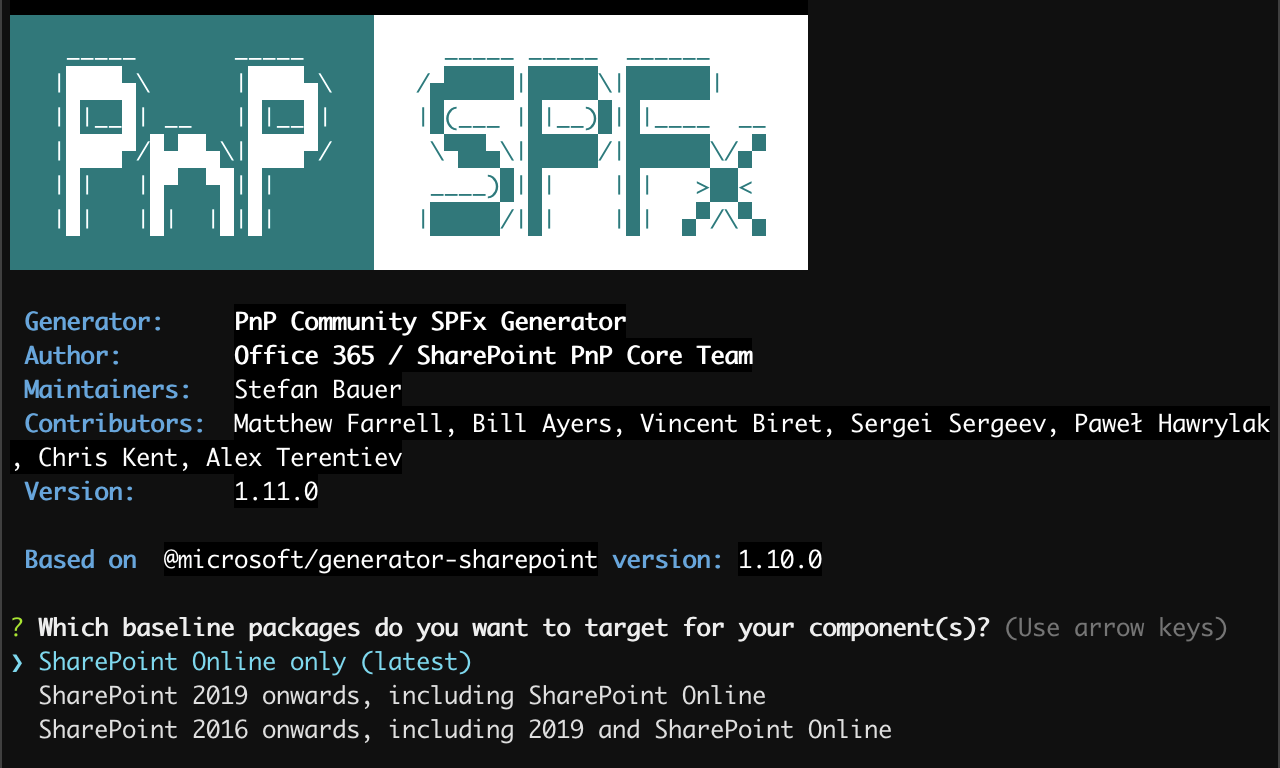 PnP SPFx
Generator: PnP Community SPFx Generator
Author: Office 365 / SharePoint PnP Core Team
Maintainers: Stefan Bauer
Contributors: Matthew Farrell, Bill Ayers, Vincent Biret, Sergei Sergeev, Paweł Hawrylak
, Chris Kent, Alex Terentiev
Version: 1.11.0
Based on @microsoft/generator-sharepoint version: 1.10.0
? Which baseline packages do you want to target for your component(s)? (Use arrow keys)
❯ SharePoint Online only (latest)
SharePoint 2019 onwards, including SharePoint Online
SharePoint 2016 onwards, including 2019 and SharePoint Online